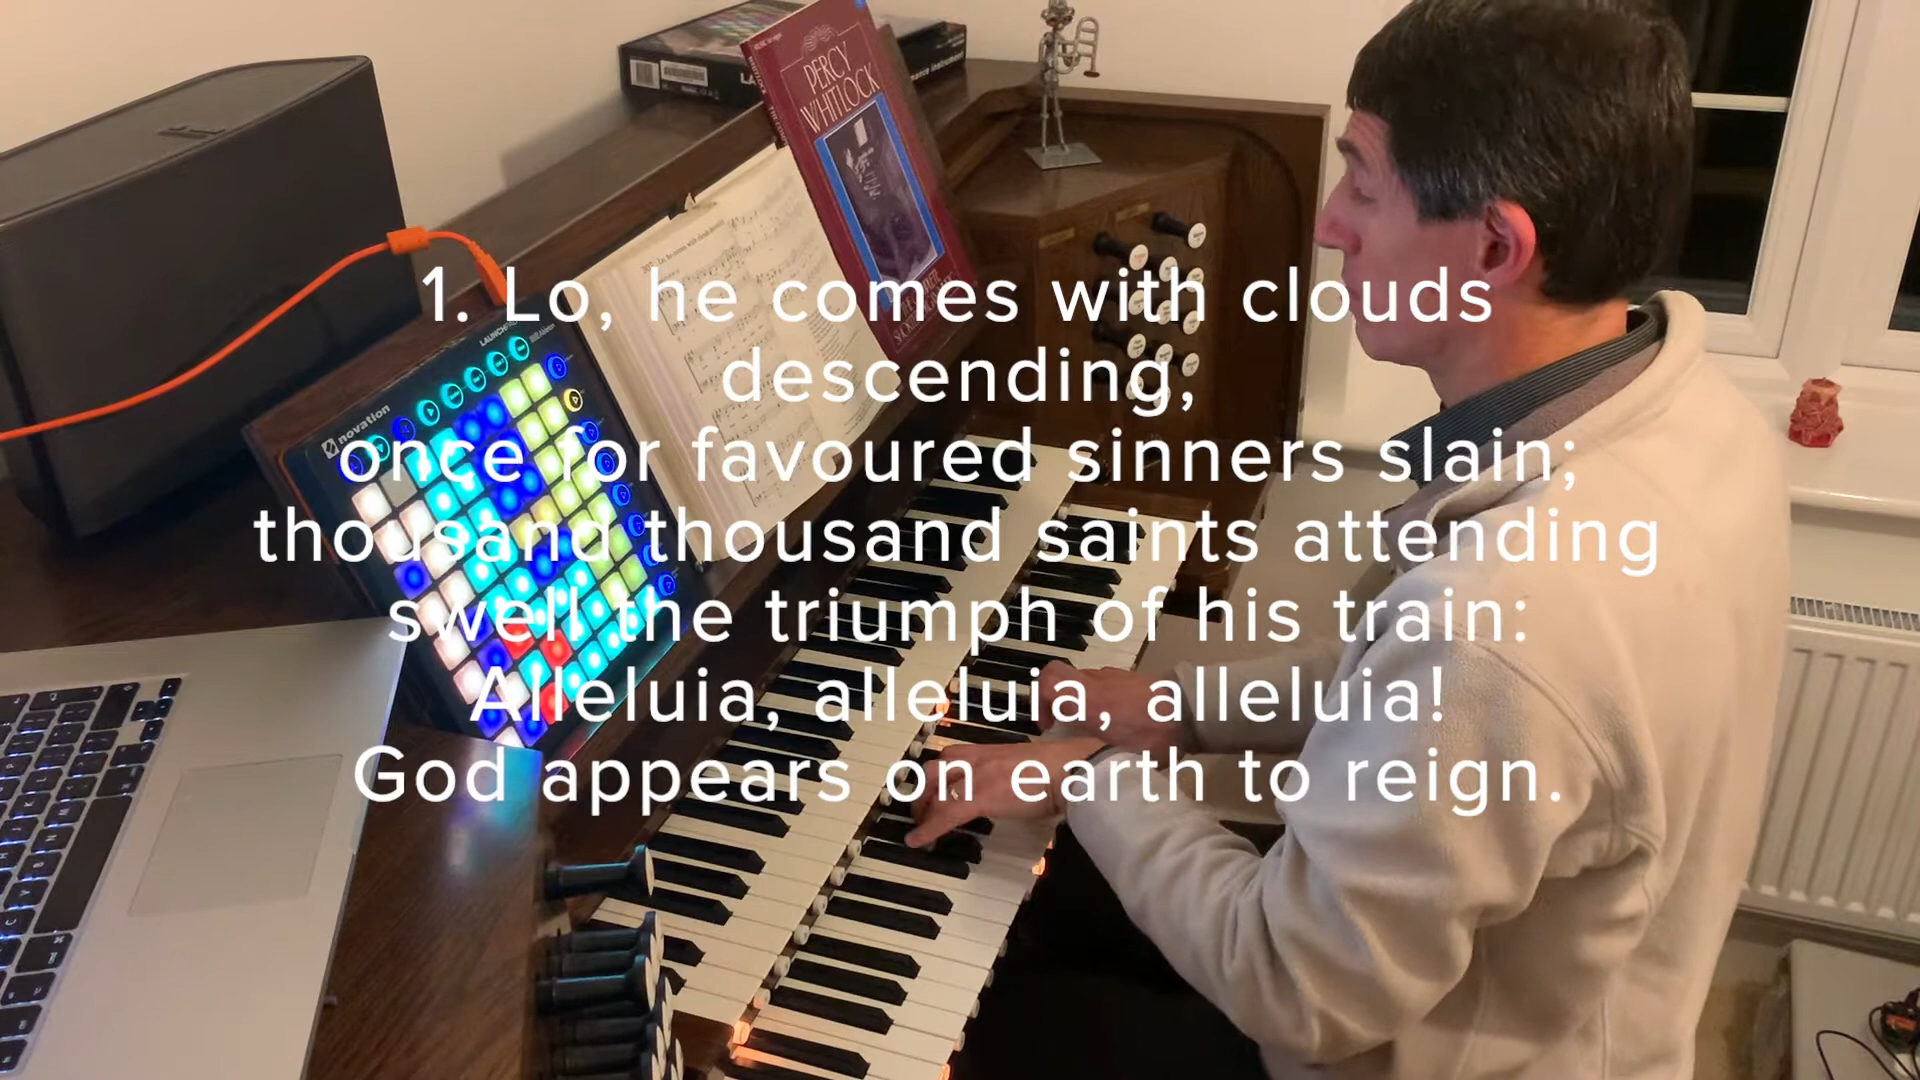 PERCY
WHITLOCK
LAUNCHPAD
novation
1. Lo, he comes with clouds
descending,
once for favoured sinners slain;
thousand thousand saints attending
swell the triumph of his train:
Alleluia, alleluia, alleluia!
God appears on earth to reign.